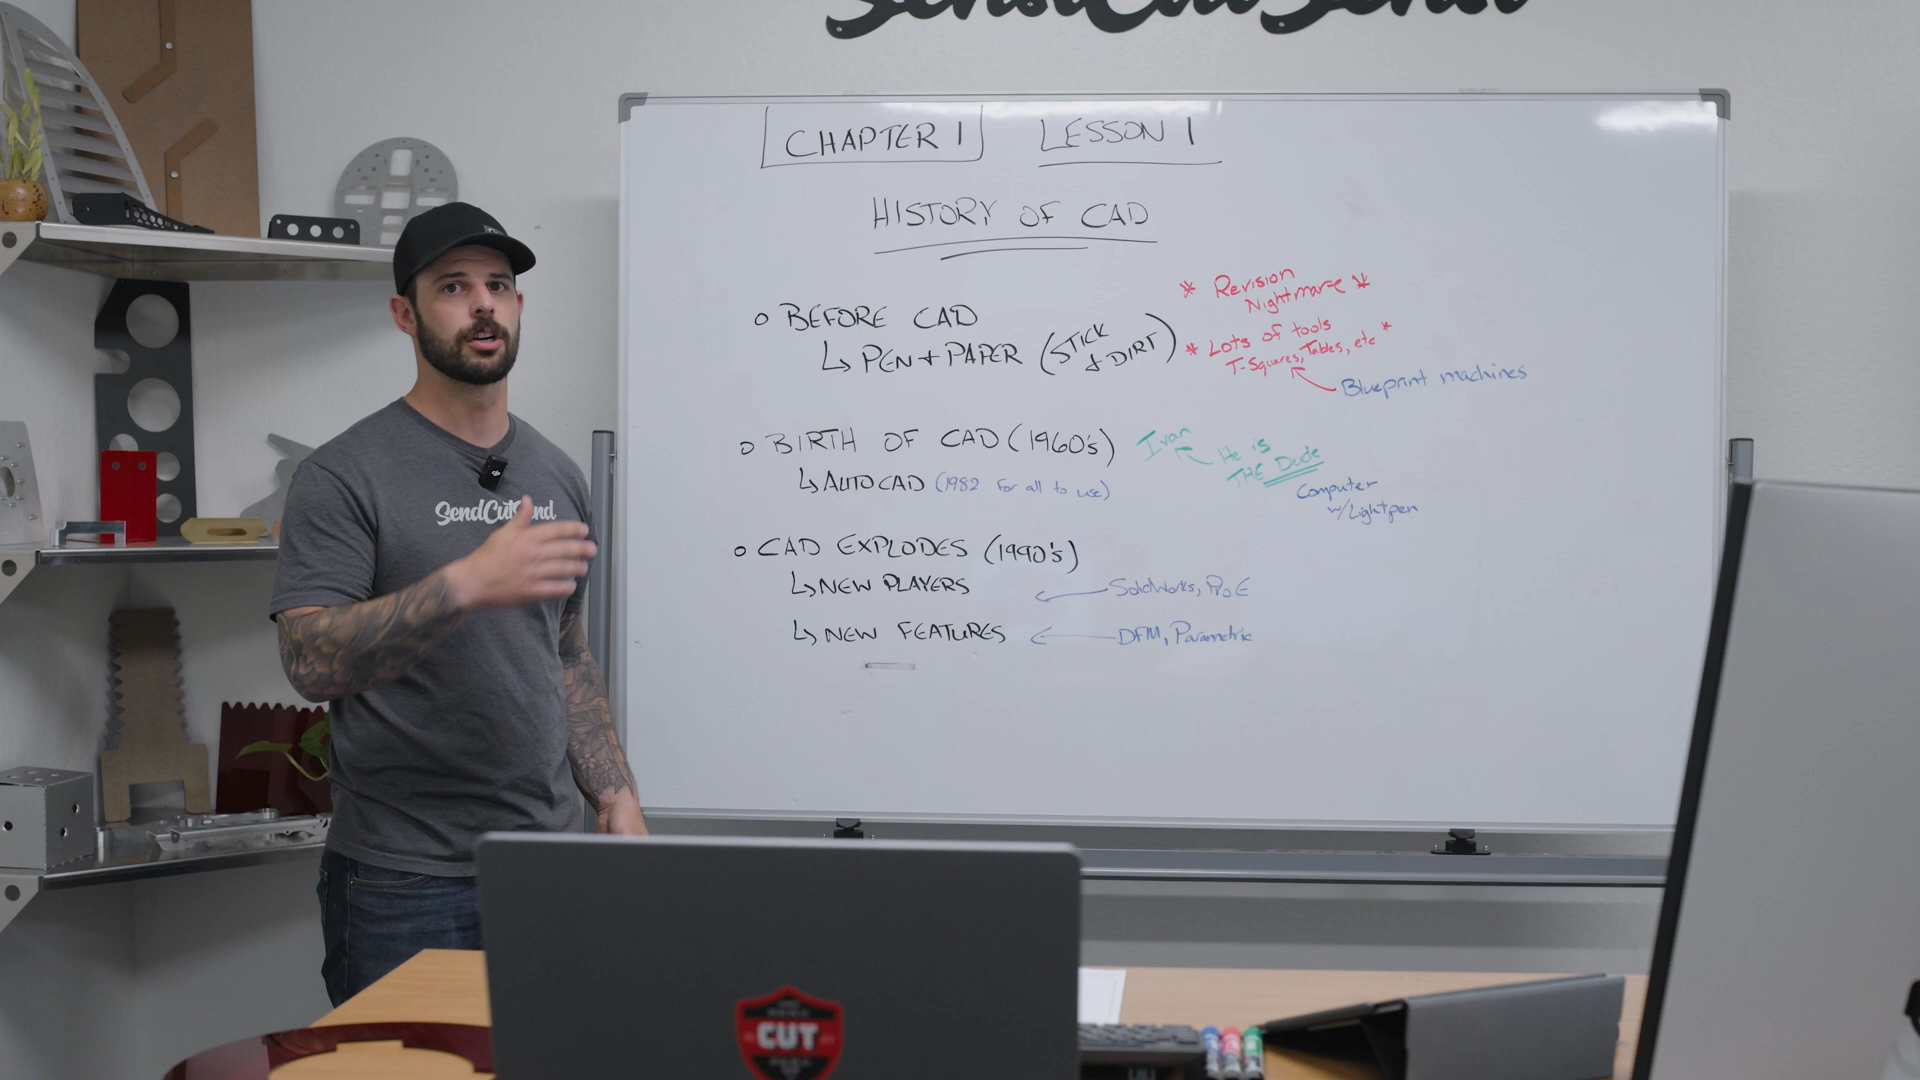 SendCutSend
CHAPTER 1 LESSON 1
HISTORY OF CAD
BEFORE CAD
PEN + PAPER (STICK & DIRT)
* Revision
Nightmare *
* Lots of tools *
T-Squares, Tables, etc
Blueprint machines
BIRTH OF CAD (1960's)
Ivan
He is
THE Dude
AUTOCAD (1982 for all to use)
Computer
w/Lightpen
CAD EXPLODES (1990's)
NEW PLAYERS
SolidWorks, ProE
NEW FEATURES
DFM, Parametric
SendCutSend
CUT